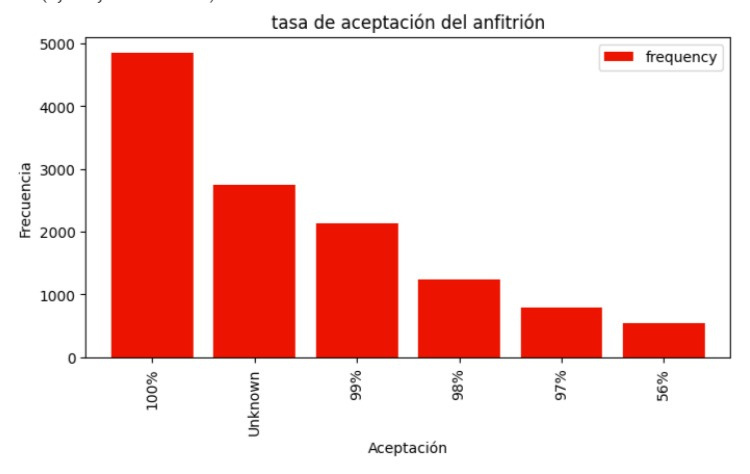 tasa de aceptación del anfitrión
frequency
5000
4000
3000
2000
1000
0
Frecuencia
100%
Unknown
99%
98%
97%
56%
Aceptación